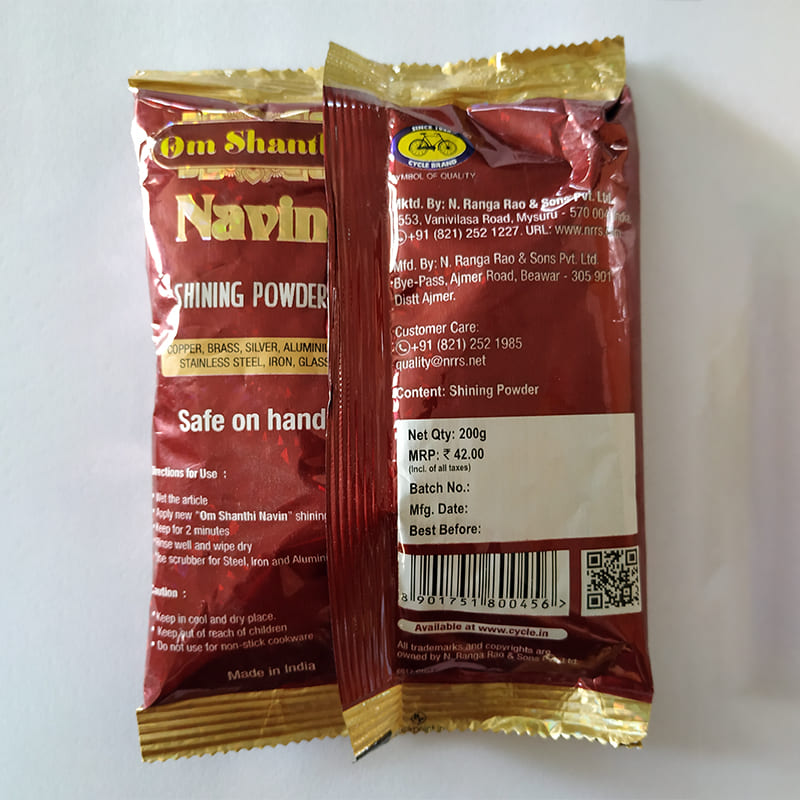 Om Shanthi
Navin
SHINING POWDER
COPPER, BRASS, SILVER, ALUMINIU
STAINLESS STEEL, IRON, GLASS
Safe on hand
Directions for Use :
* Wet the article
* Apply new "Om Shanthi Navin" shining
* Keep for 2 minutes
* Rinse well and wipe dry
* Use scrubber for Steel, Iron and Alumin
Caution :
* Keep in cool and dry place.
* Keep out of reach of children
* Do not use for non-stick cookware
Made in India
SINCE 1948
CYCLE BRAND
SYMBOL OF QUALITY
Mktd. By: N. Ranga Rao & Sons Pvt. Ltd.
553, Vanivilasa Road, Mysuru - 570 004 India
+91 (821) 252 1227. URL: www.nrrs.com
Mfd. By: N. Ranga Rao & Sons Pvt. Ltd.
Bye-Pass, Ajmer Road, Beawar - 305 901
Distt Ajmer.
Customer Care:
+91 (821) 252 1985
quality@nrrs.net
Content: Shining Powder
Net Qty: 200g
MRP: ₹ 42.00
(Incl. of all taxes)
Batch No.:
Mfg. Date:
Best Before:
8 901751 800456 >
Available at www.cycle.in
All trademarks and copyrights are
owned by N. Ranga Rao & Sons Pvt Ltd.